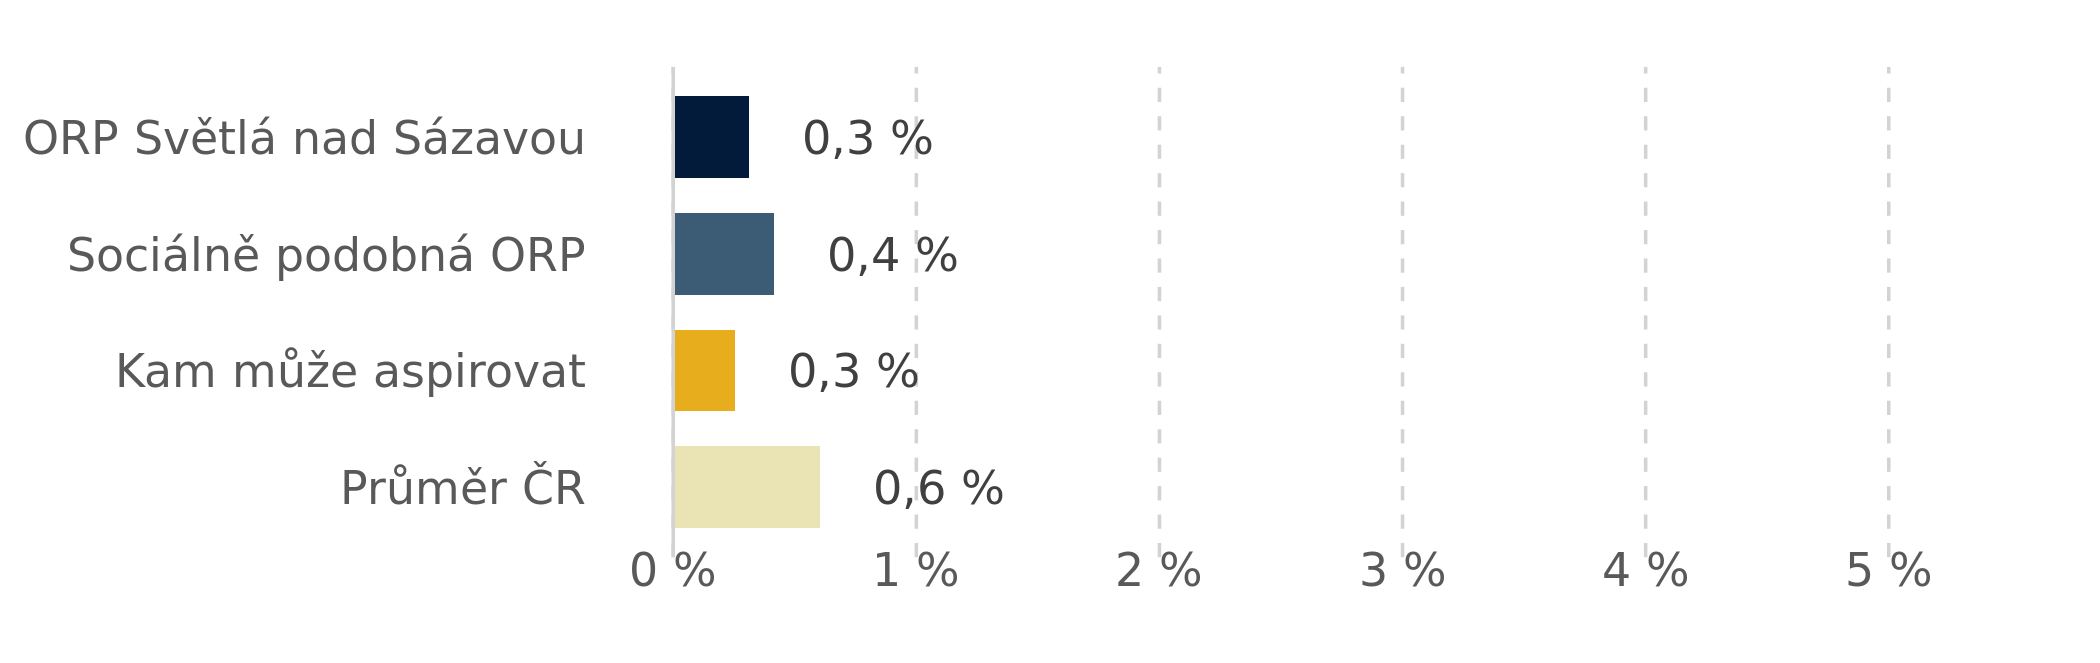 ORP Světlá nad Sázavou 0,3 %
Sociálně podobná ORP 0,4 %
Kam může aspirovat 0,3 %
Průměr ČR 0,6 %
0 % 1 % 2 % 3 % 4 % 5 %